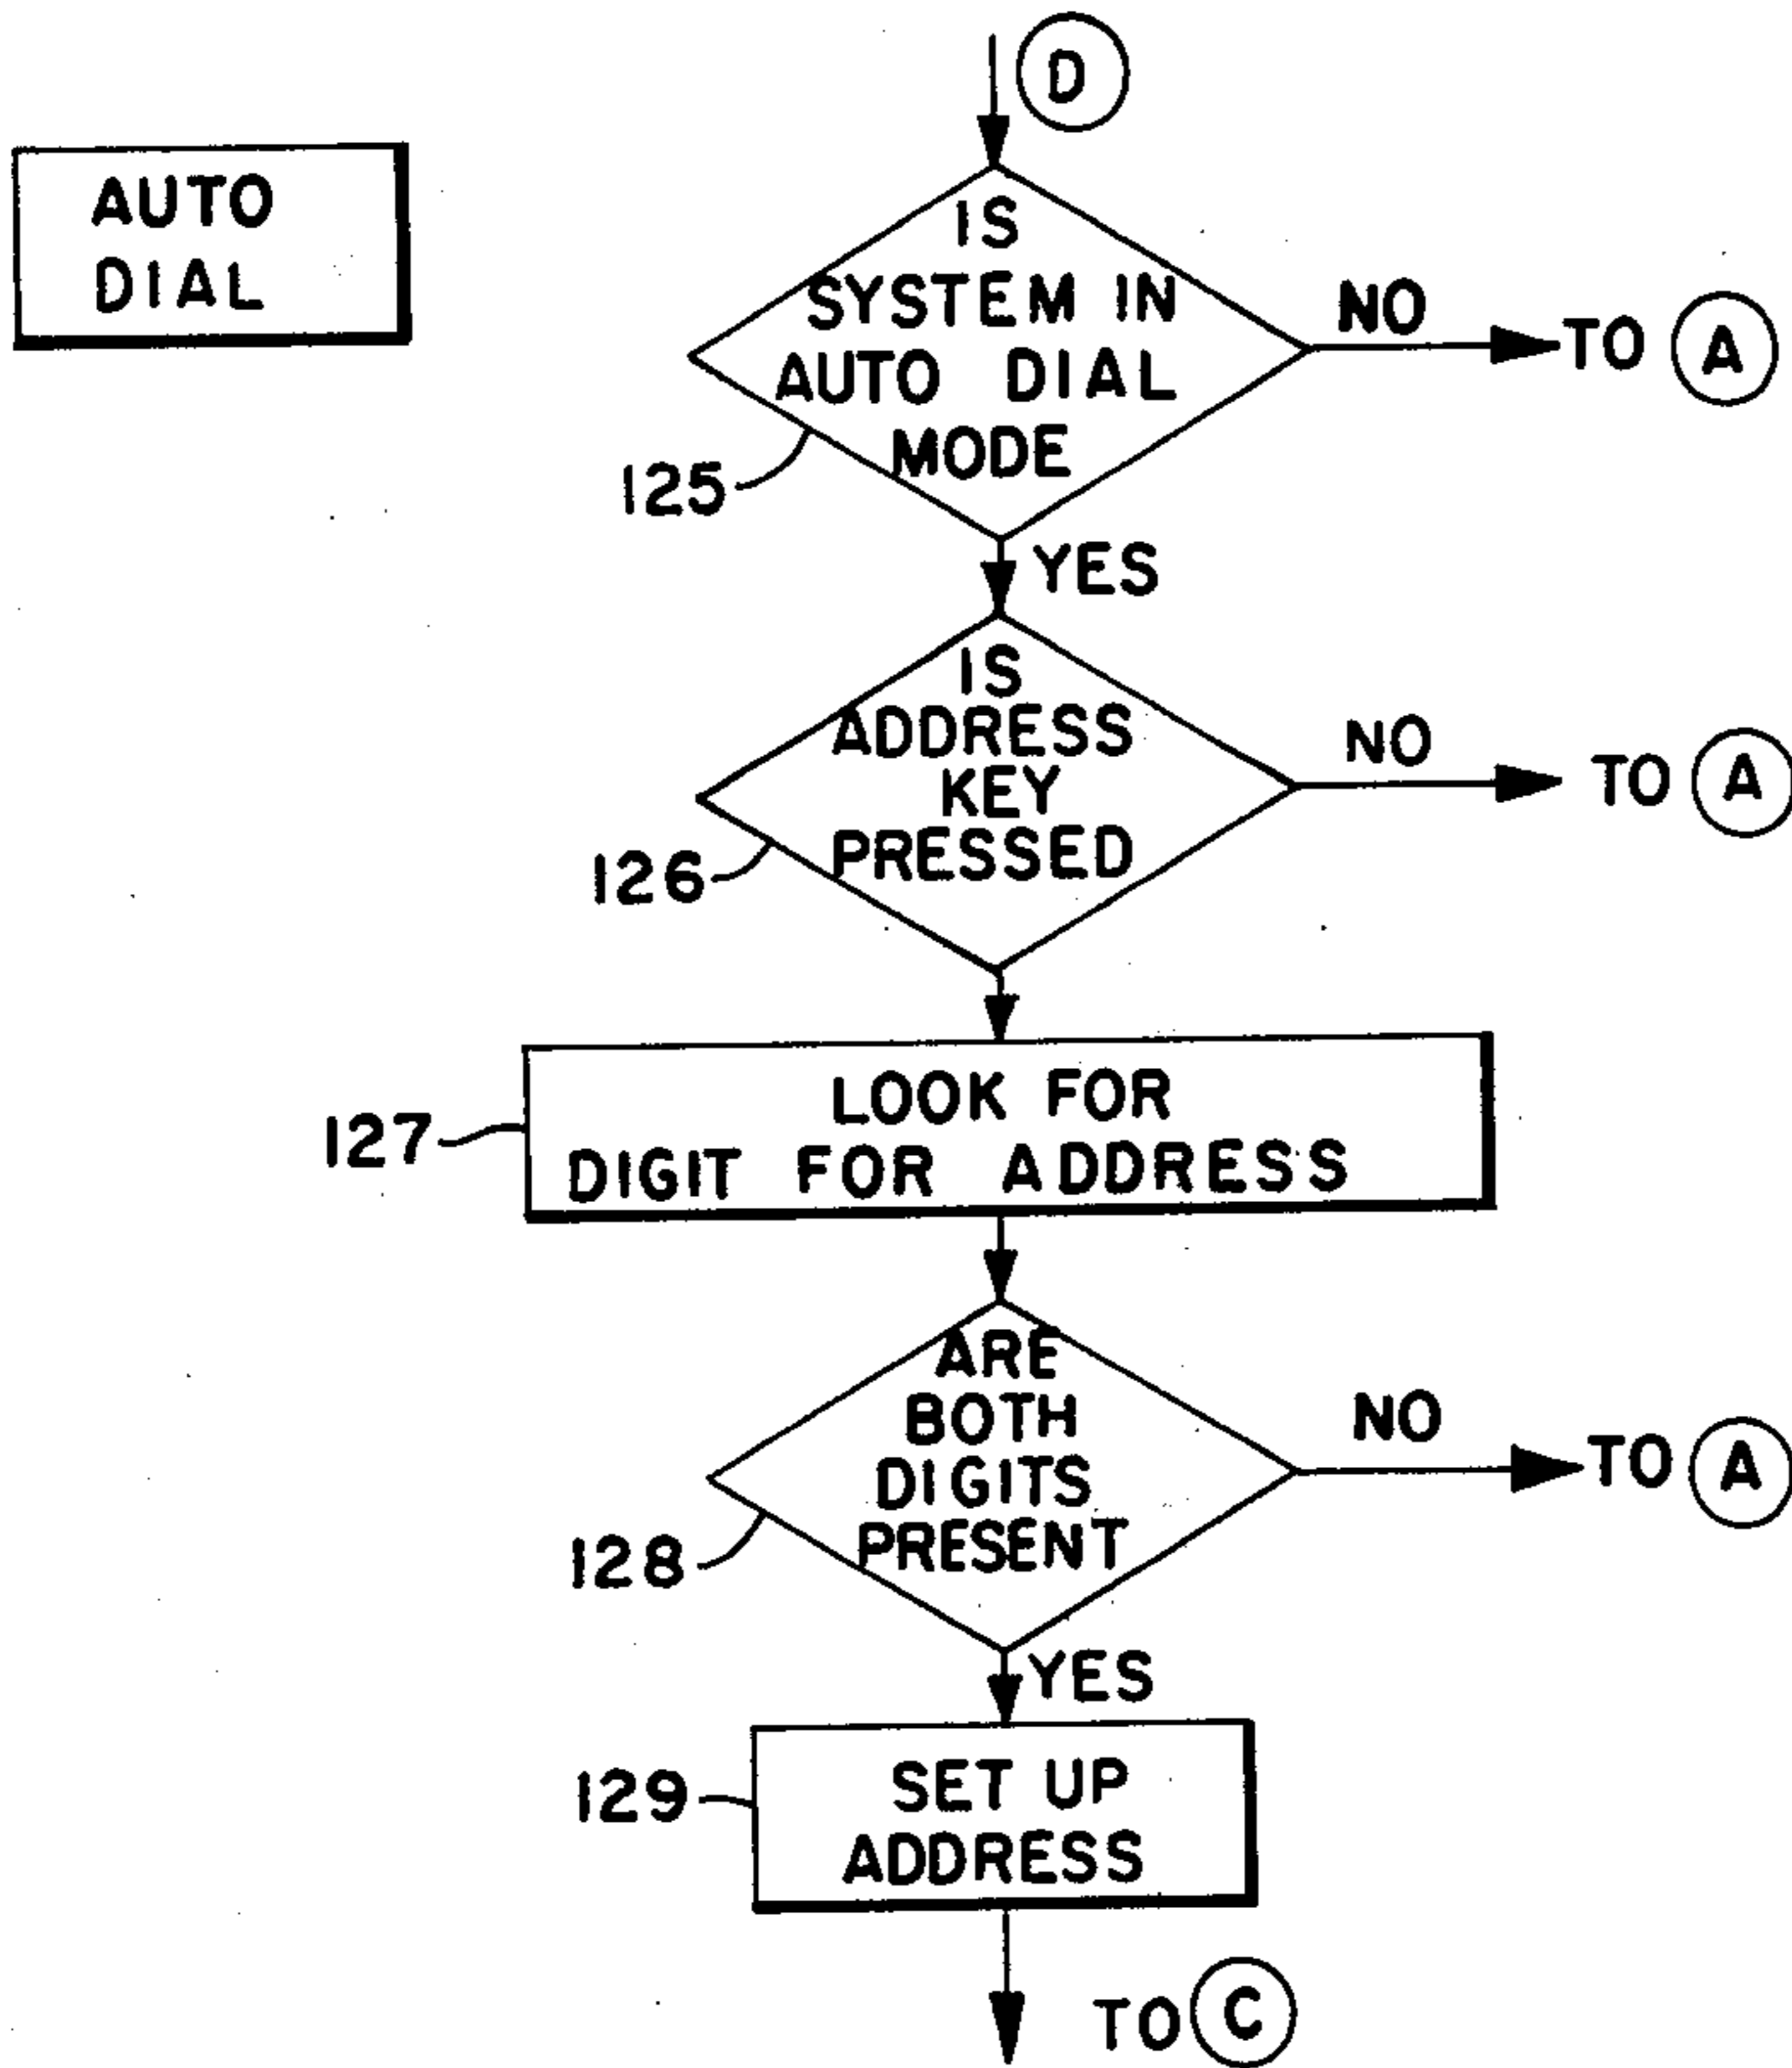 D
AUTO
DIAL
IS
SYSTEM IN
AUTO DIAL
MODE
NO
TO A
125
YES
IS
ADDRESS
KEY
PRESSED
NO
TO A
126
LOOK FOR
DIGIT FOR ADDRESS
127
ARE
BOTH
DIGITS
PRESENT
NO
TO A
128
YES
SET UP
ADDRESS
129
TO C